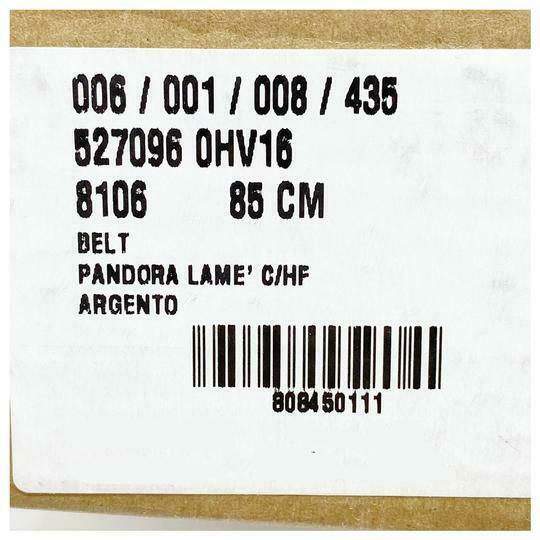 006 / 001 / 008 / 435
527096 0HV16
8106 85 CM
BELT
PANDORA LAME' C/HF
ARGENTO
808450111